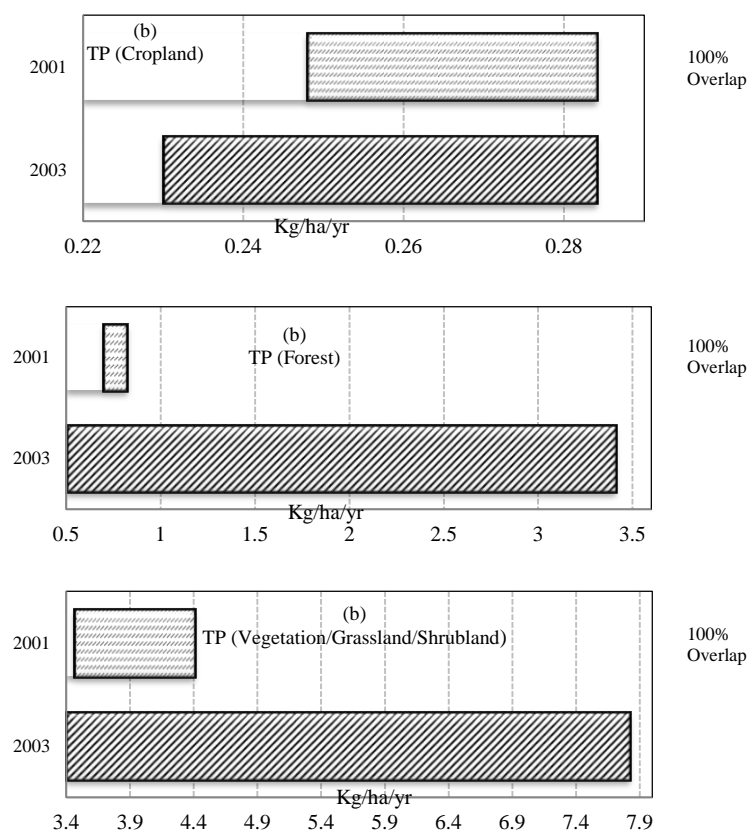 (b)
TP (Cropland)
2001
100%
Overlap
2003
Kg/ha/yr
0.22 0.24 0.26 0.28
(b)
TP (Forest)
2001
100%
Overlap
2003
Kg/ha/yr
0.5 1 1.5 2 2.5 3 3.5
(b)
TP (Vegetation/Grassland/Shrubland)
2001
100%
Overlap
2003
Kg/ha/yr
3.4 3.9 4.4 4.9 5.4 5.9 6.4 6.9 7.4 7.9